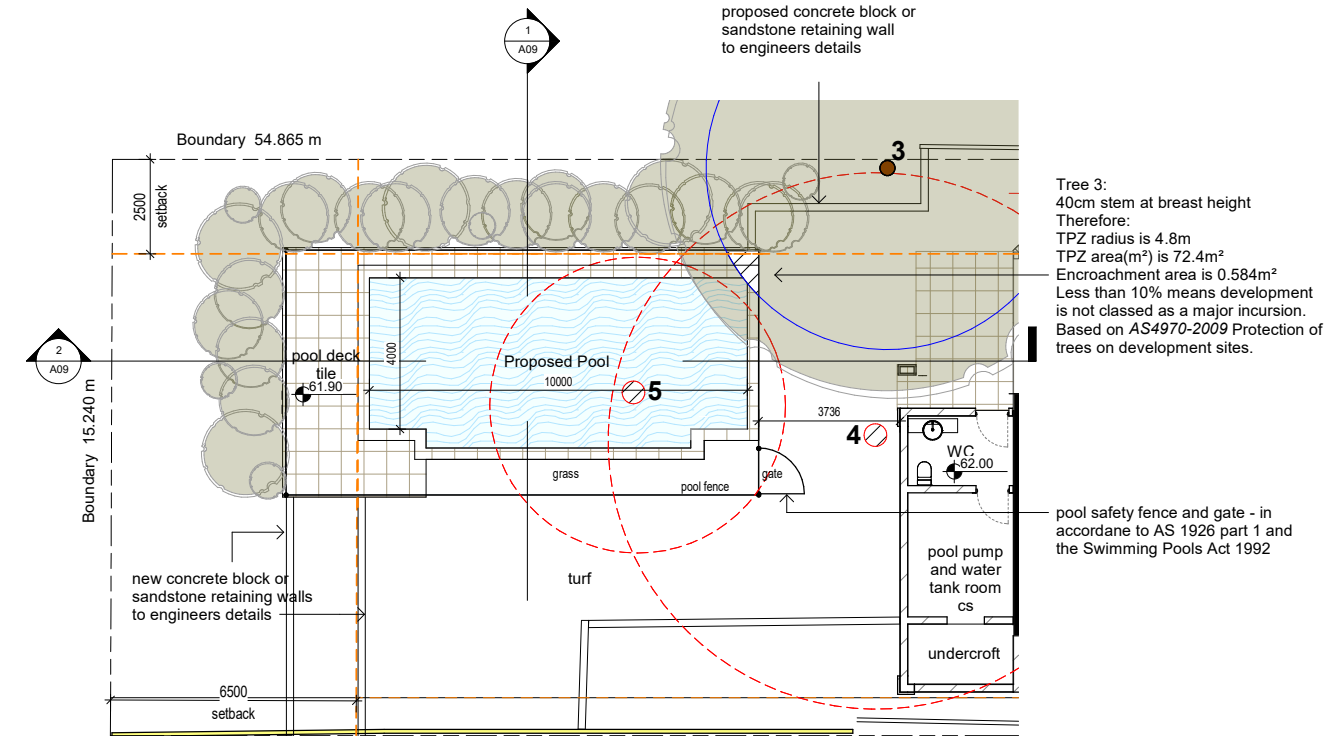 proposed concrete block or
sandstone retaining wall
to engineers details
1
A09
Boundary 54.865 m
2500
setback
3
Tree 3:
40cm stem at breast height
Therefore:
TPZ radius is 4.8m
TPZ area(m²) is 72.4m²
Encroachment area is 0.584m²
Less than 10% means development
is not classed as a major incursion.
Based on AS4970-2009 Protection of
trees on development sites.
2
A09
pool deck
tile
61.90
4000
Proposed Pool
10000
5
3736
4
WC
62.00
Boundary 15.240 m
grass
pool fence
gate
pool safety fence and gate - in
accordane to AS 1926 part 1 and
the Swimming Pools Act 1992
new concrete block or
sandstone retaining walls
to engineers details
turf
pool pump
and water
tank room
cs
undercroft
6500
setback